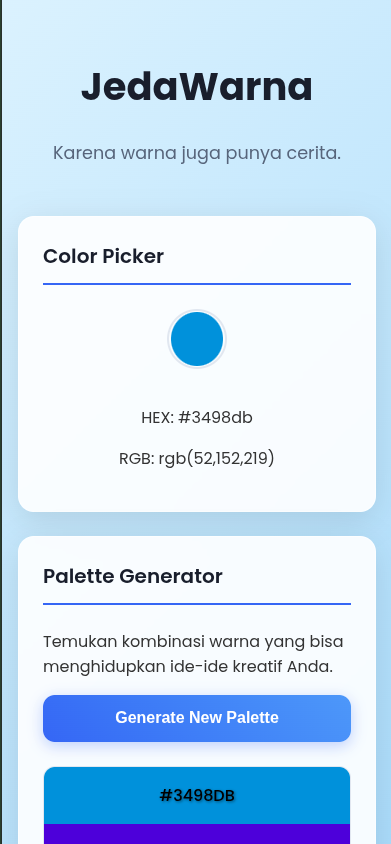 JedaWarna
Karena warna juga punya cerita.
Color Picker
HEX: #3498db
RGB: rgb(52,152,219)
Palette Generator
Temukan kombinasi warna yang bisa
menghidupkan ide-ide kreatif Anda.
Generate New Palette
#3498DB